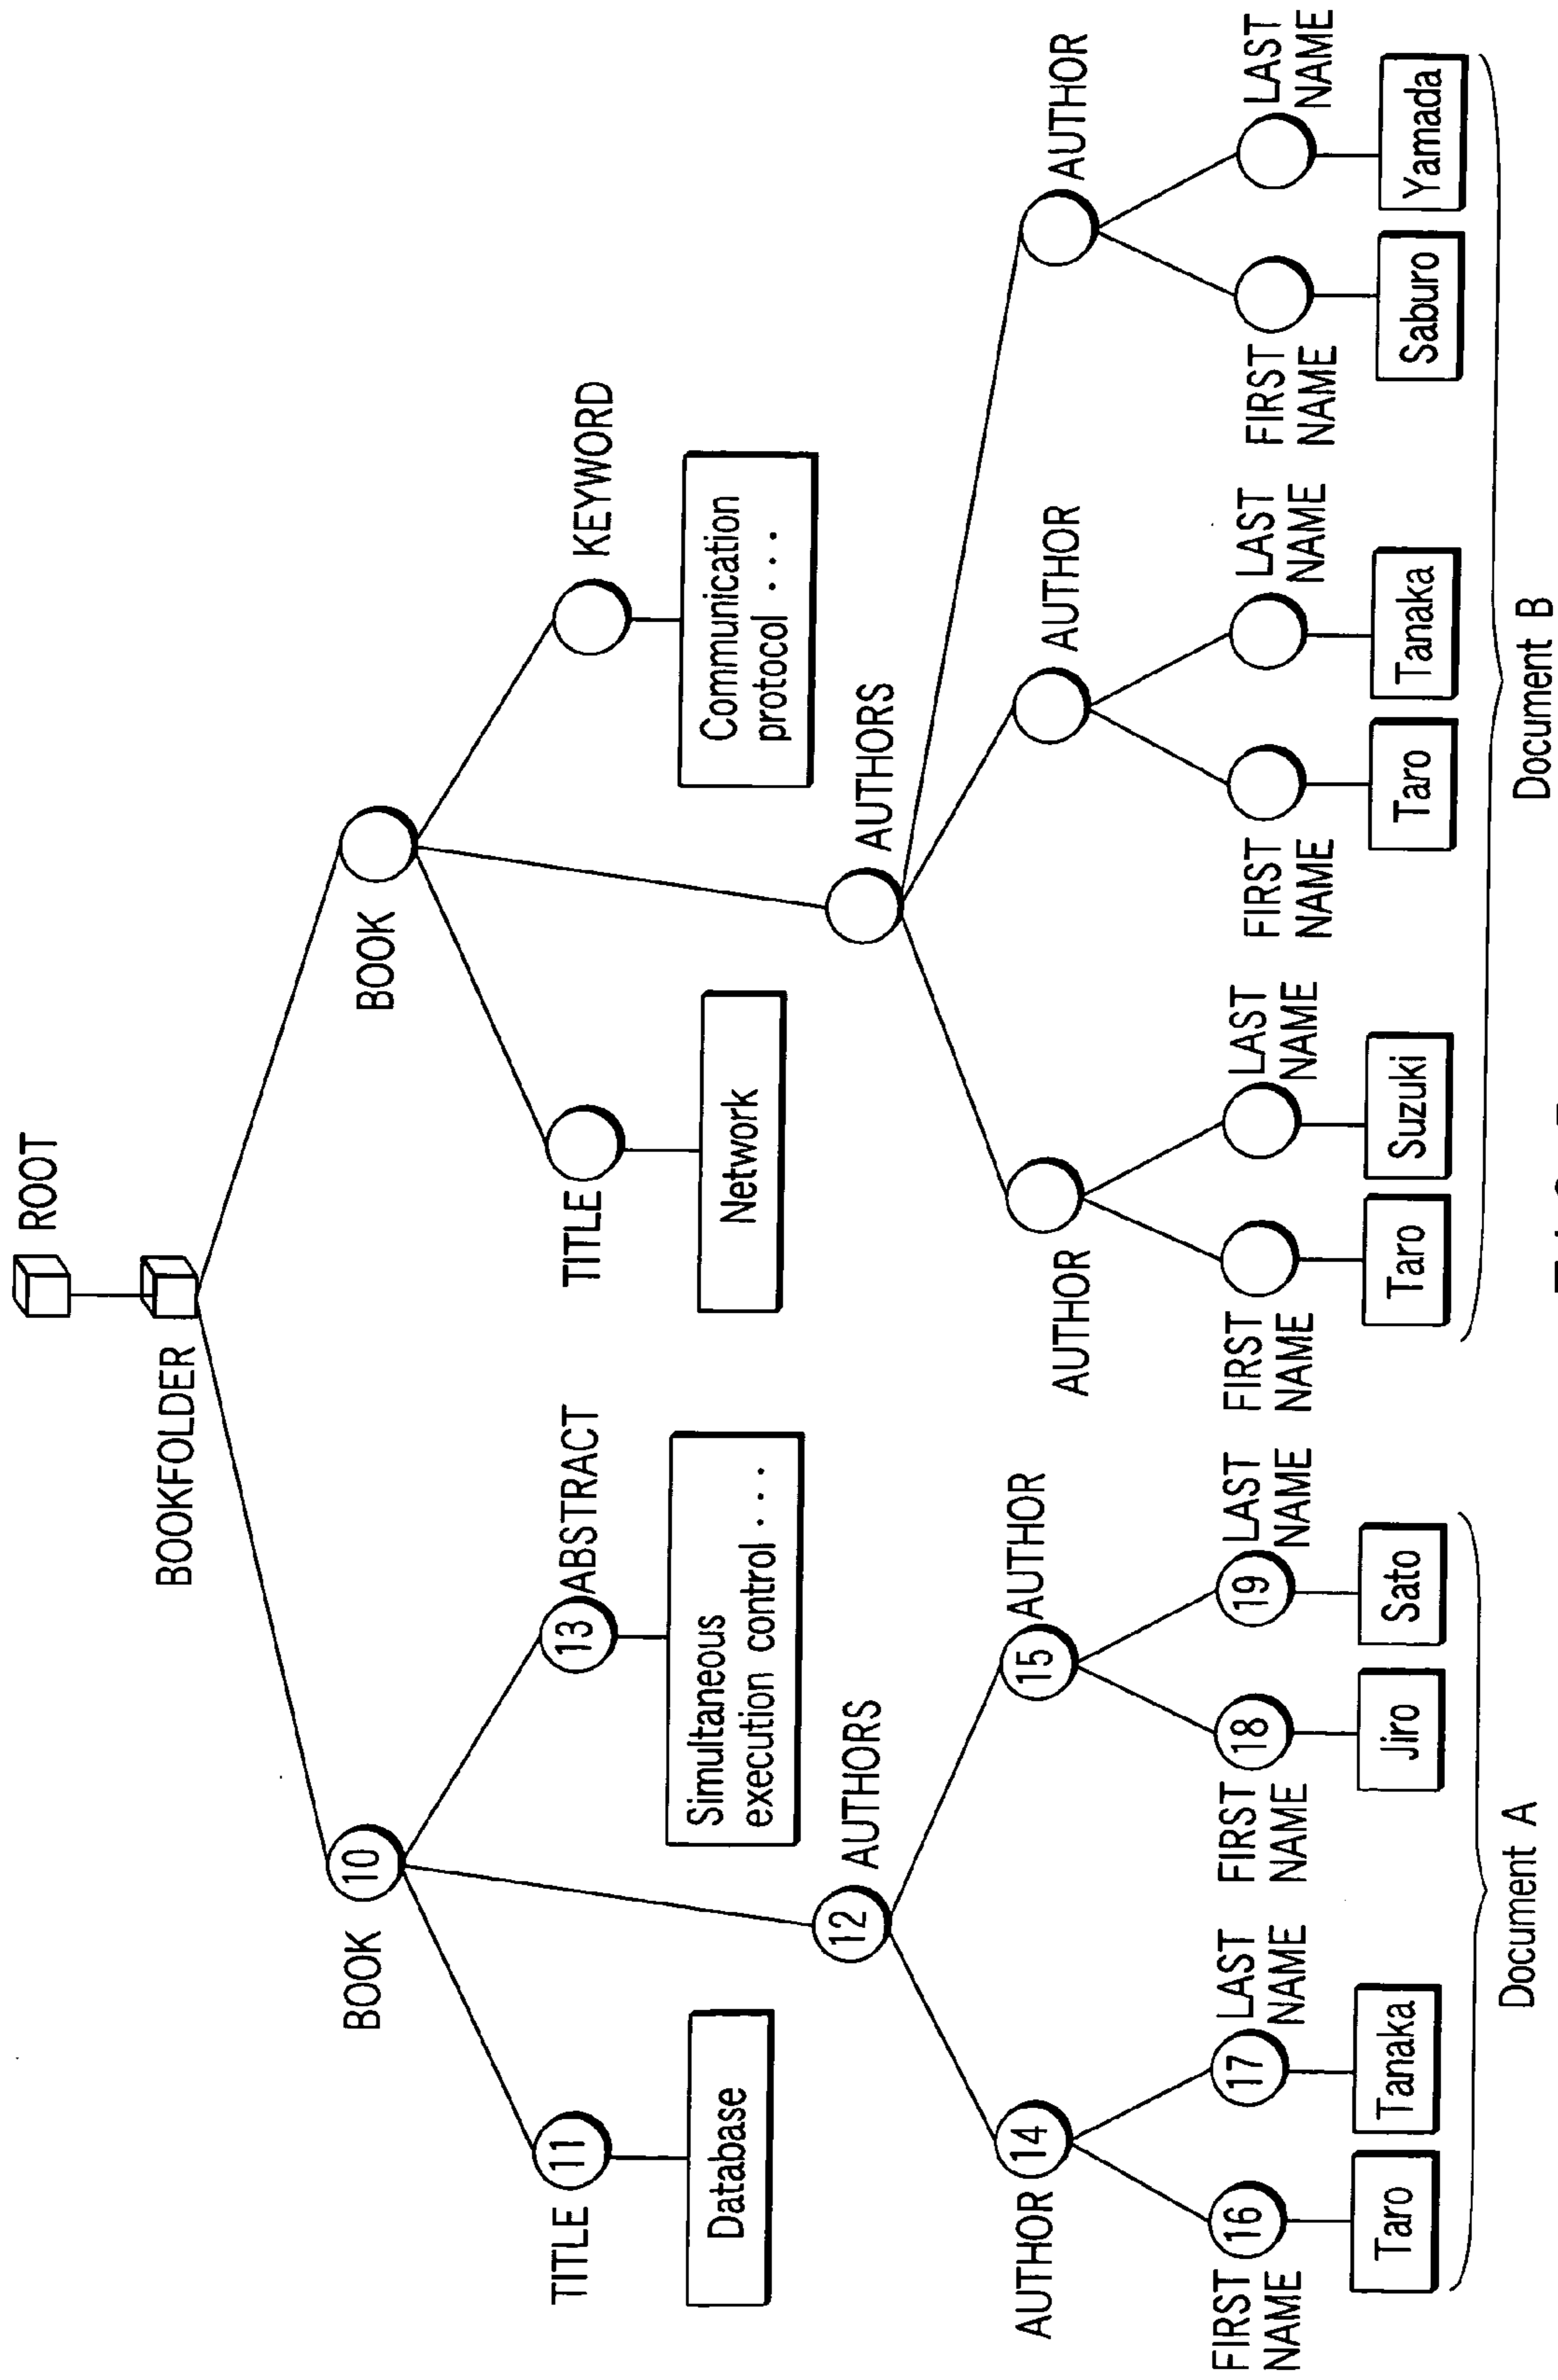 ROOT
BOOKFOLDER
BOOK
10
BOOK
TITLE
11
13
ABSTRACT
TITLE
KEYWORD
Database
Simultaneous
execution control . . . .
Network
Communication
protocol . . .
12
AUTHORS
AUTHORS
AUTHOR
14
15
AUTHOR
AUTHOR
AUTHOR
AUTHOR
FIRST
NAME
16
17
LAST
NAME
FIRST
NAME
18
19
LAST
NAME
FIRST
NAME
LAST
NAME
FIRST
NAME
LAST
NAME
FIRST
NAME
LAST
NAME
Taro
Tanaka
Jiro
Sato
Taro
Suzuki
Taro
Tanaka
Saburo
Yamada
Document A
Document B